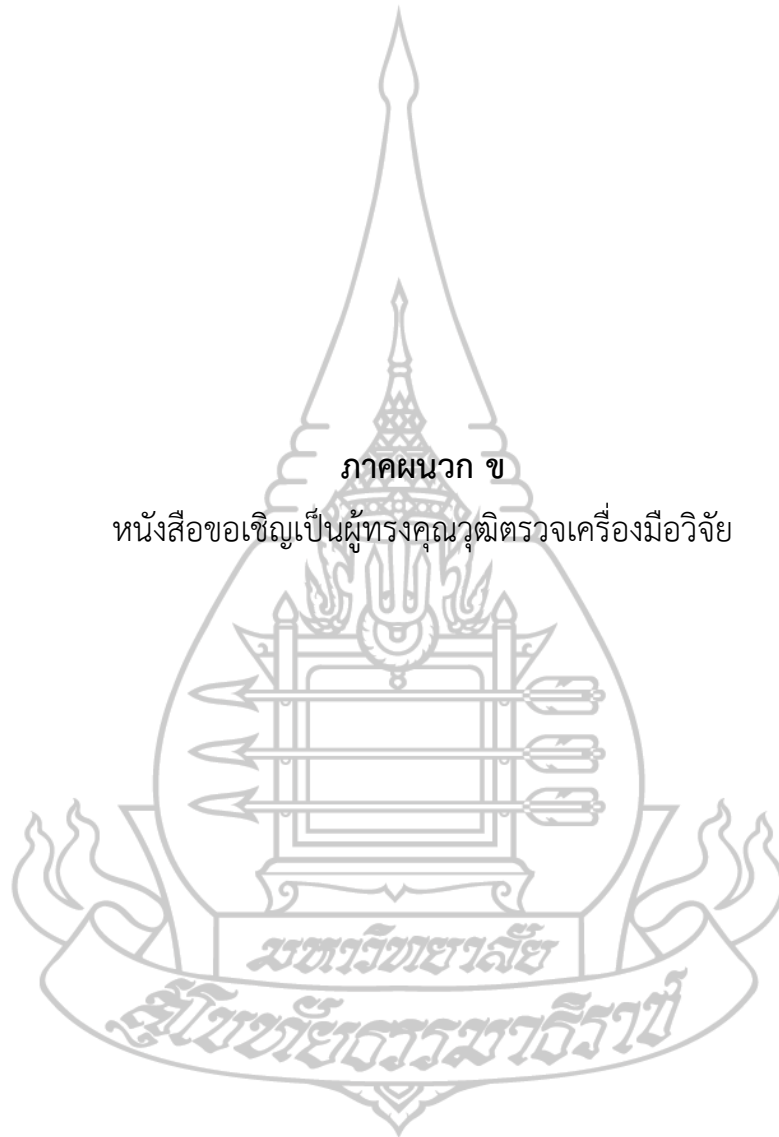 ภาคผนวก ข
หนังสือขอเชิญเป็นผู้ทรงคุณวุฒิตรวจเครื่องมือวิจัย
มหาวิทยาลัย
สุโขทัยธรรมาธิราช